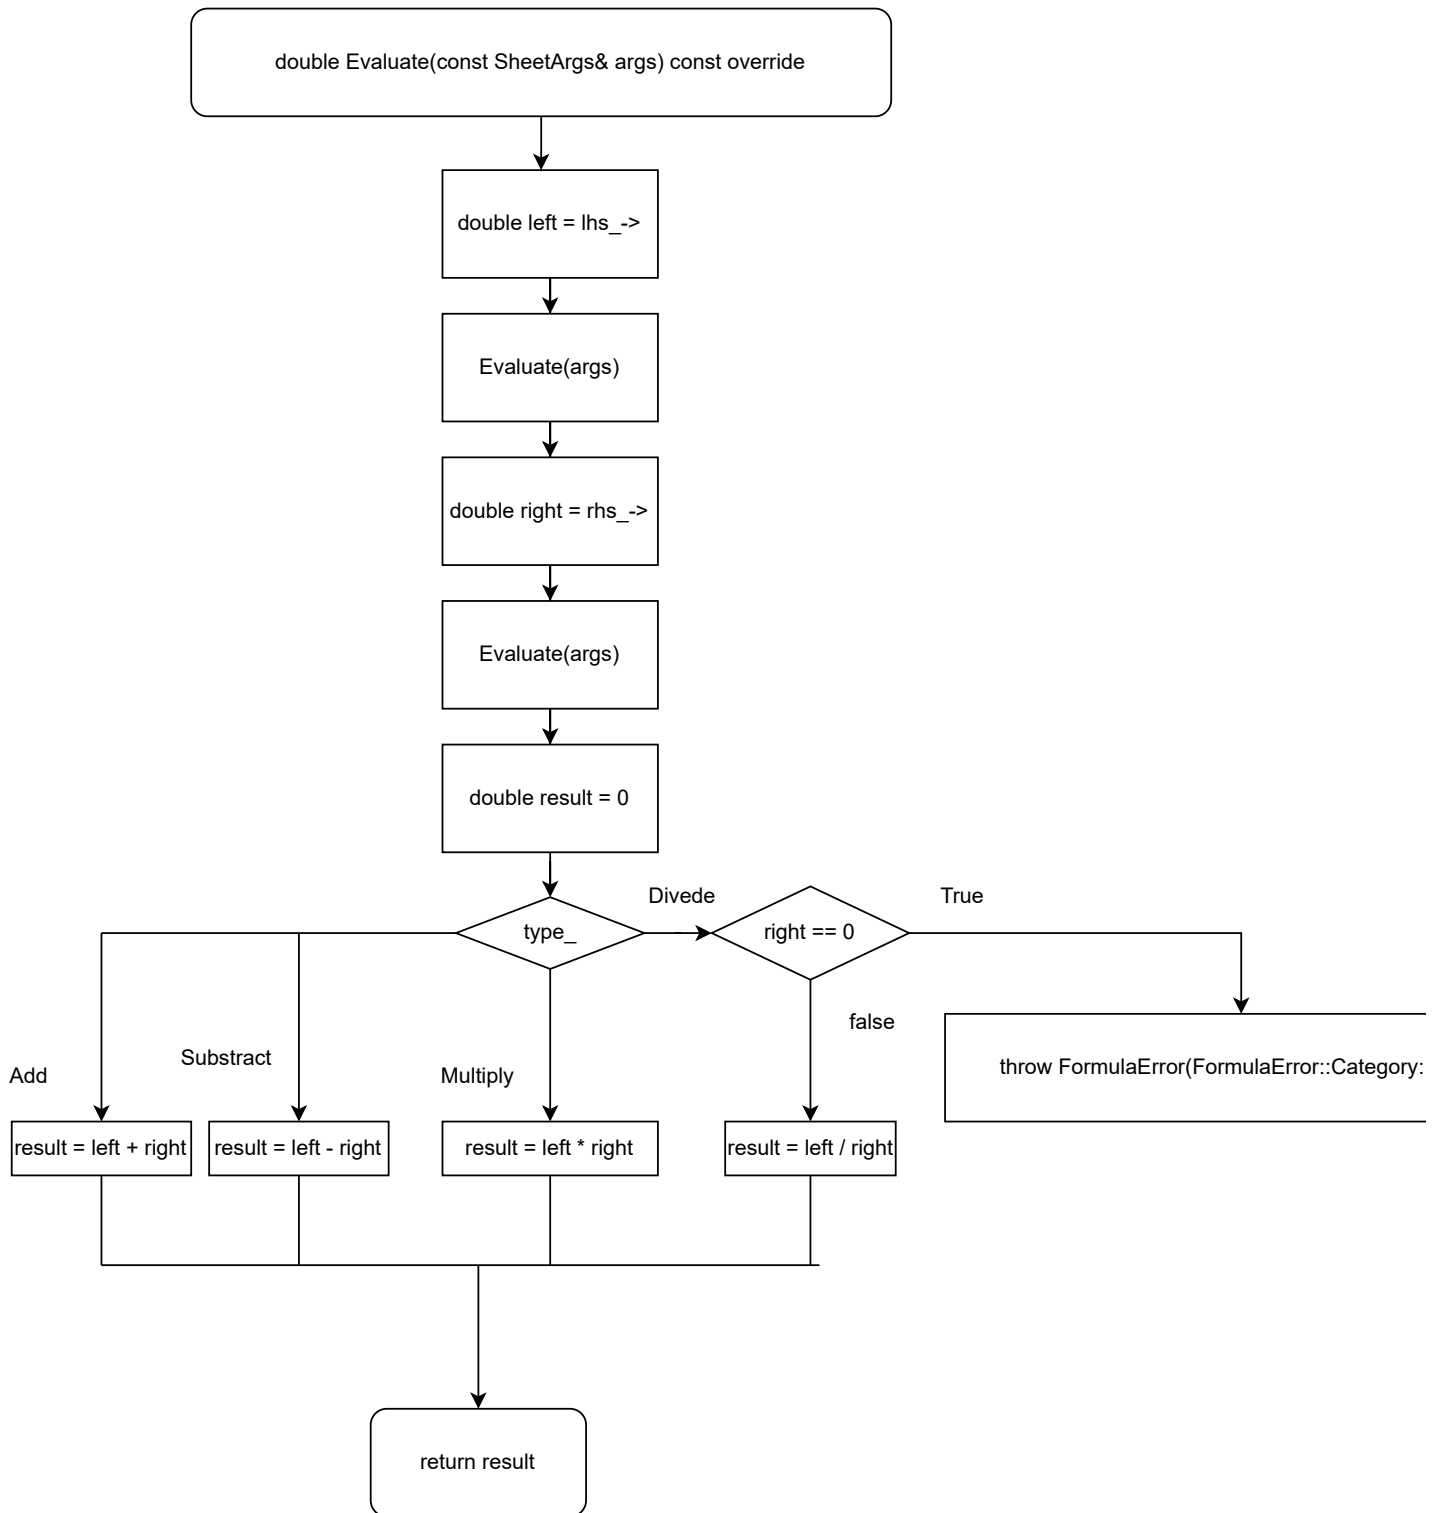 double Evaluate(const SheetArgs& args) const override
double left = lhs_->
Evaluate(args)
double right = rhs_->
Evaluate(args)
double result = 0
type_
Divede
right == 0
True
false
Add
Substract
Multiply
throw FormulaError(FormulaError::Category:
result = left + right
result = left - right
result = left * right
result = left / right
return result